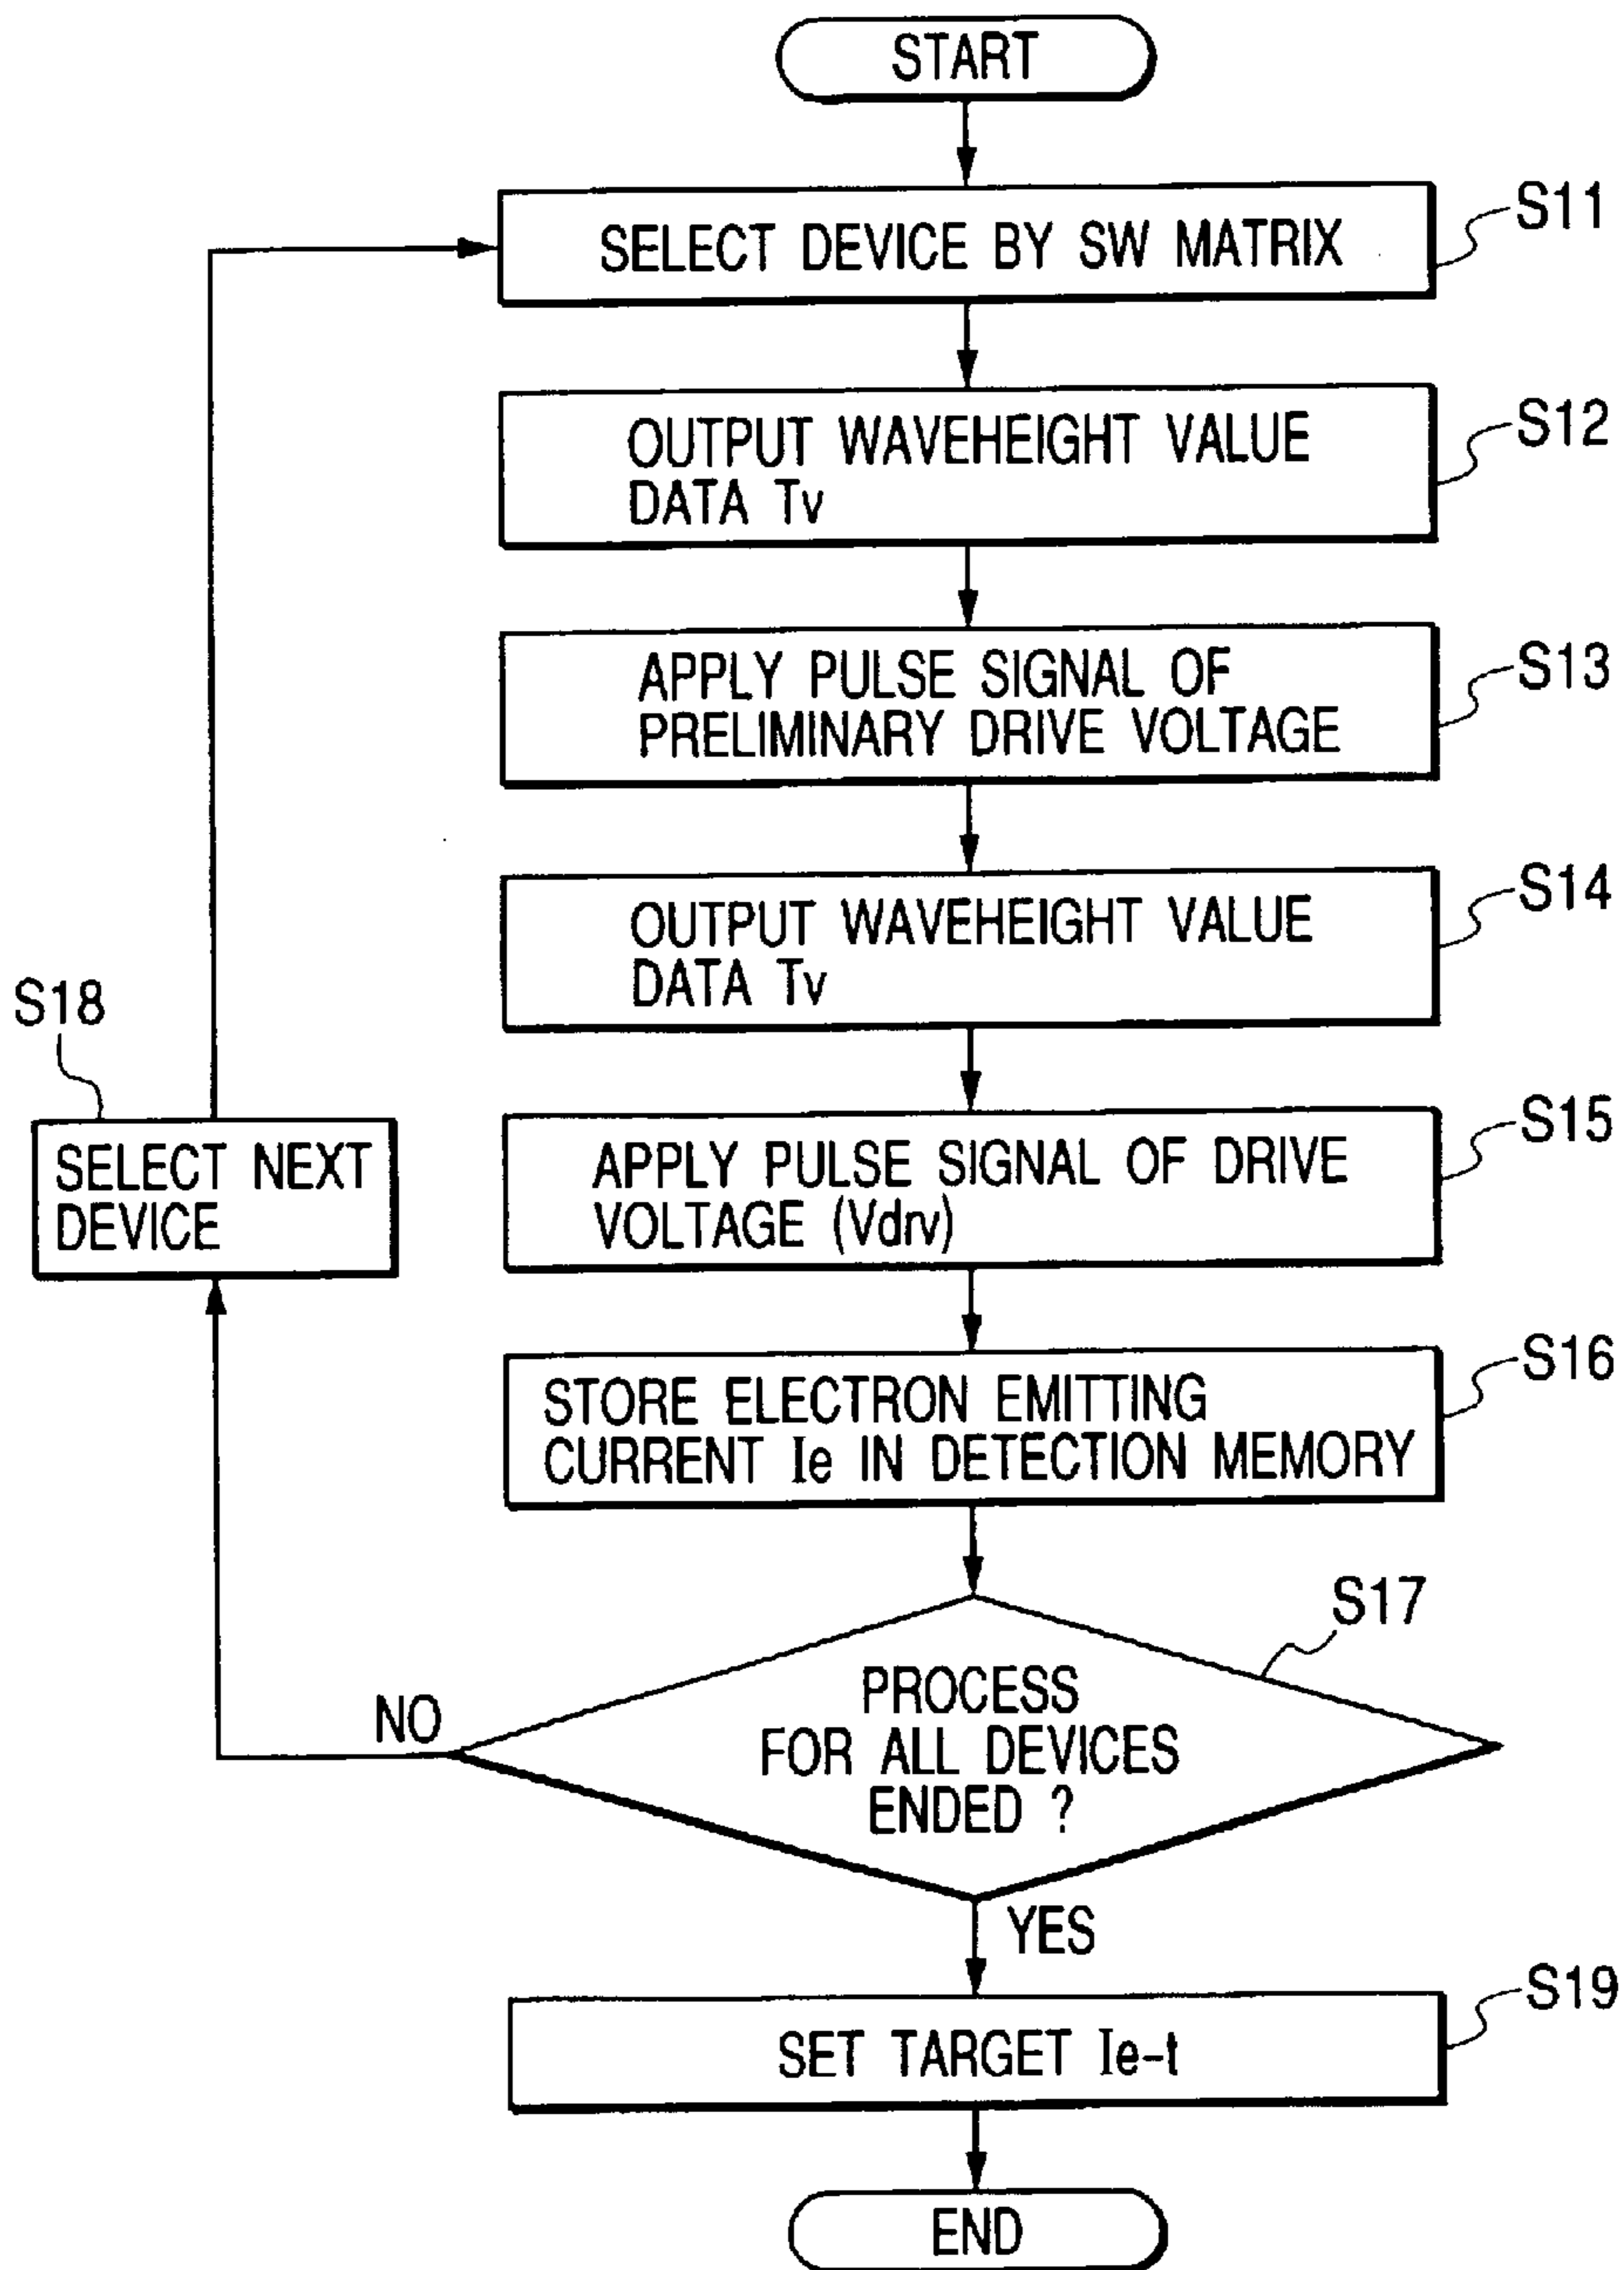 START
SELECT DEVICE BY SW MATRIX
S11
OUTPUT WAVEHEIGHT VALUE
DATA Tv
S12
APPLY PULSE SIGNAL OF
PRELIMINARY DRIVE VOLTAGE
S13
OUTPUT WAVEHEIGHT VALUE
DATA Tv
S14
S18
SELECT NEXT
DEVICE
APPLY PULSE SIGNAL OF DRIVE
VOLTAGE (Vdrv)
S15
STORE ELECTRON EMITTING
CURRENT Ie IN DETECTION MEMORY
S16
S17
PROCESS
FOR ALL DEVICES
ENDED ?
NO
YES
SET TARGET Ie-t
S19
END